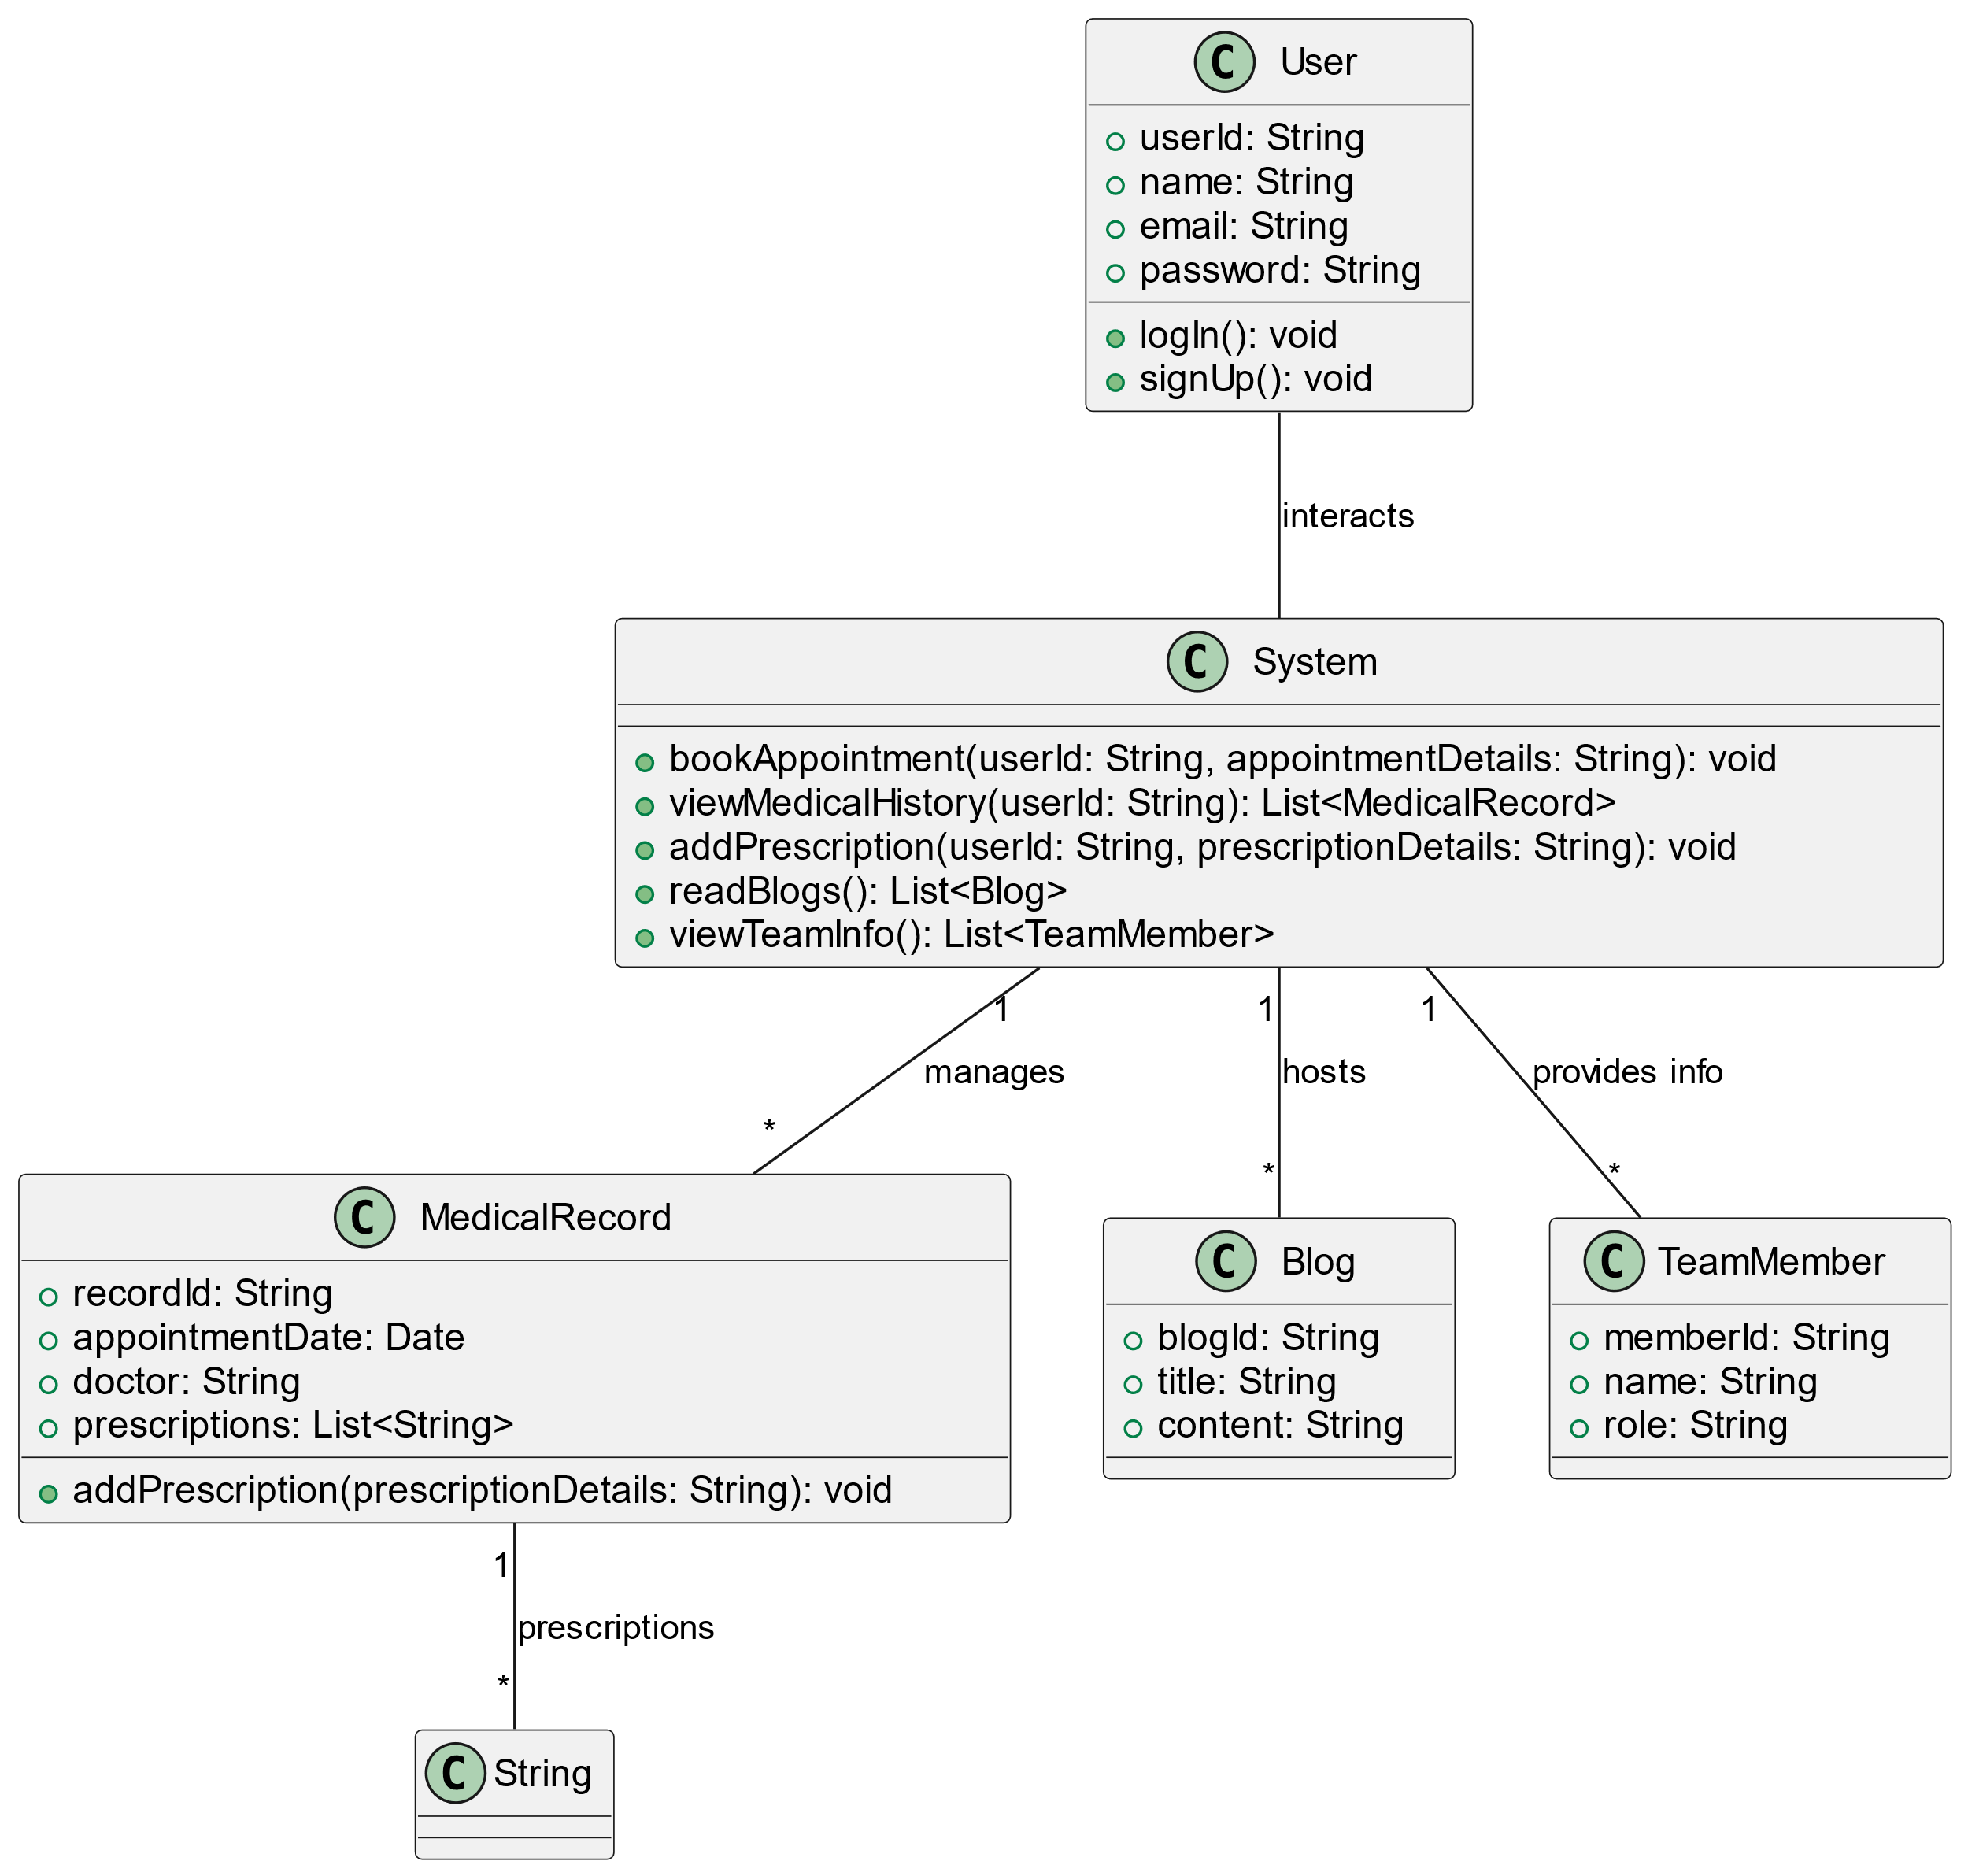 C User
userId: String
name: String
email: String
password: String
logIn(): void
signUp(): void
interacts
C System
bookAppointment(userId: String, appointmentDetails: String): void
viewMedicalHistory(userId: String): List<MedicalRecord>
addPrescription(userId: String, prescriptionDetails: String): void
readBlogs(): List<Blog>
viewTeamInfo(): List<TeamMember>
1
1
1
manages
hosts
provides info
*
*
*
C MedicalRecord
recordId: String
appointmentDate: Date
doctor: String
prescriptions: List<String>
addPrescription(prescriptionDetails: String): void
C Blog
blogId: String
title: String
content: String
C TeamMember
memberId: String
name: String
role: String
1
prescriptions
*
C String